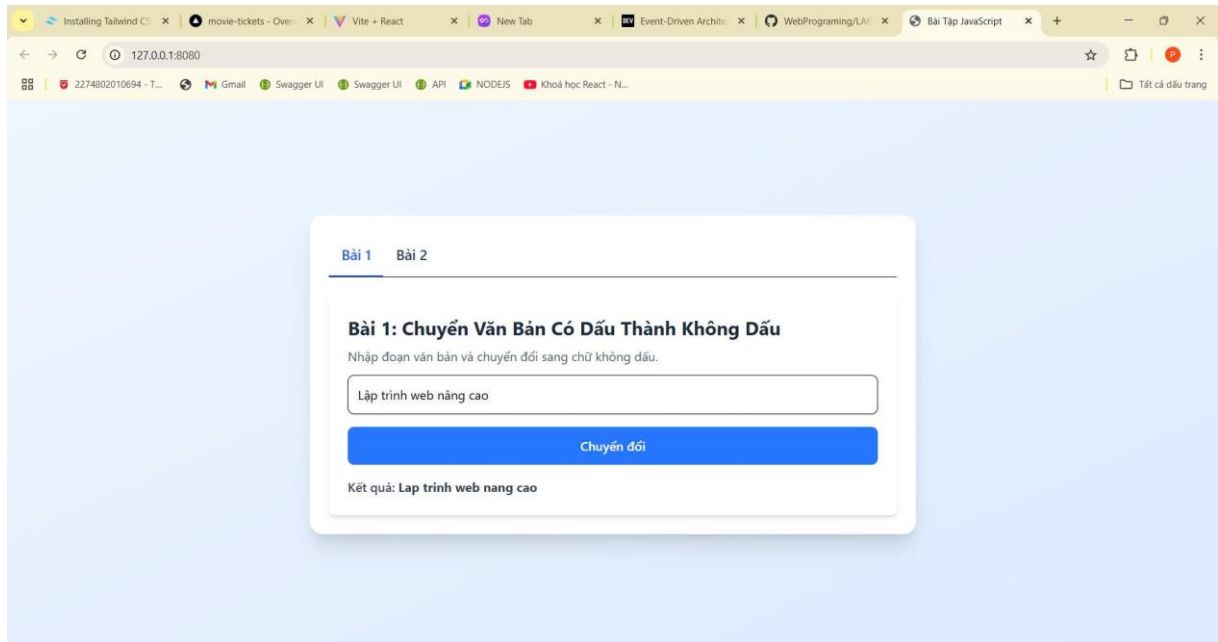 Installing Tailwind CS
movie-tickets - Over
Vite + React
New Tab
DEV Event-Driven Archite
WebPrograming/LAB
Bài Tập JavaScript
127.0.0.1:8080
P
2274802010694 - T...
Gmail
Swagger UI
Swagger UI
API
NODEJS
Khoá học React - N...
Tất cả dấu trang
Bài 1
Bài 2
Bài 1: Chuyển Văn Bản Có Dấu Thành Không Dấu
Nhập đoạn văn bản và chuyển đổi sang chữ không dấu.
Lập trình web nâng cao
Chuyển đổi
Kết quả: Lap trinh web nang cao